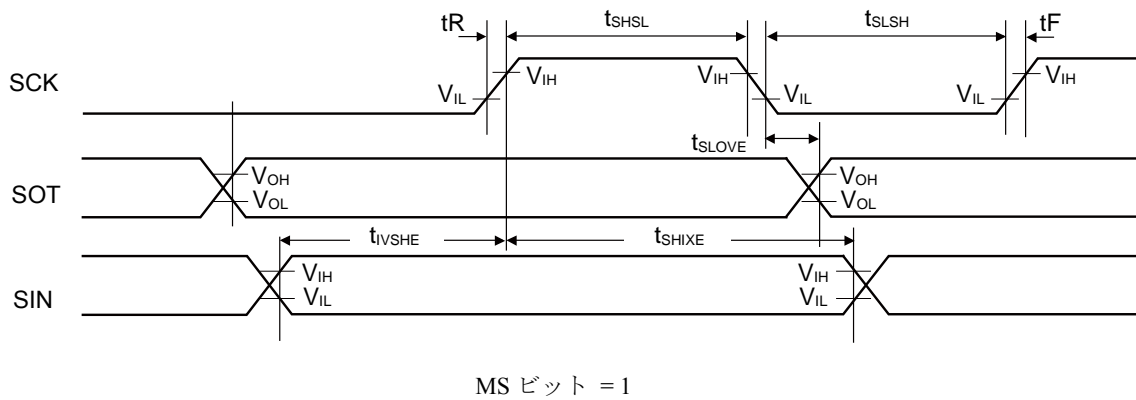 tR tSHSL tSLSH tF
SCK VIL VIH VIH VIL VIL VIH
tSLOVE
SOT VOH VOL VOH VOL
tIVSHE tSHIXE
SIN VIH VIL VIH VIL
MS ビット = 1